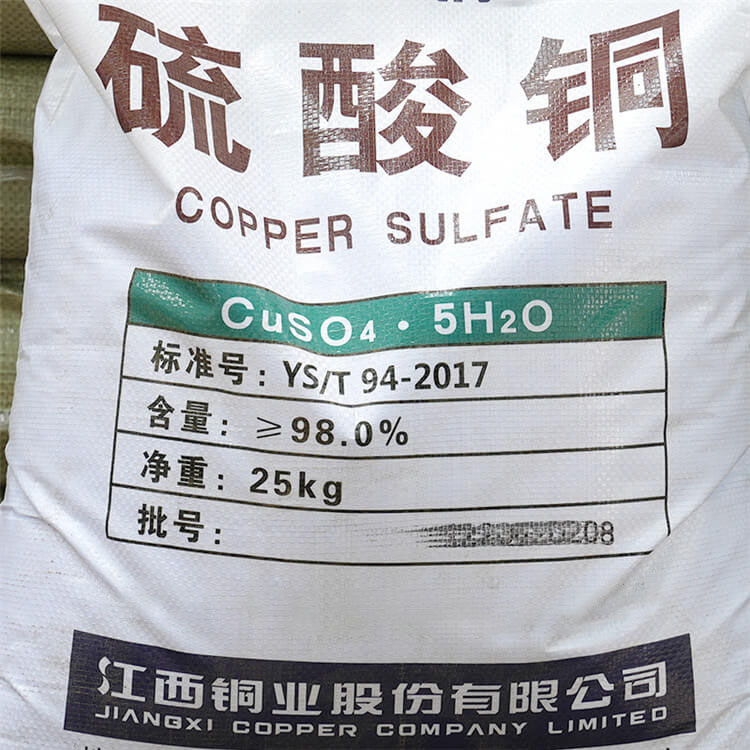 硫酸铜
COPPER SULFATE
CuSO4·5H2O
标准号：YS/T 94-2017
含量：≥98.0%
净重：25kg
批号：
江西铜业股份有限公司
JIANGXI COPPER COMPANY LIMITED